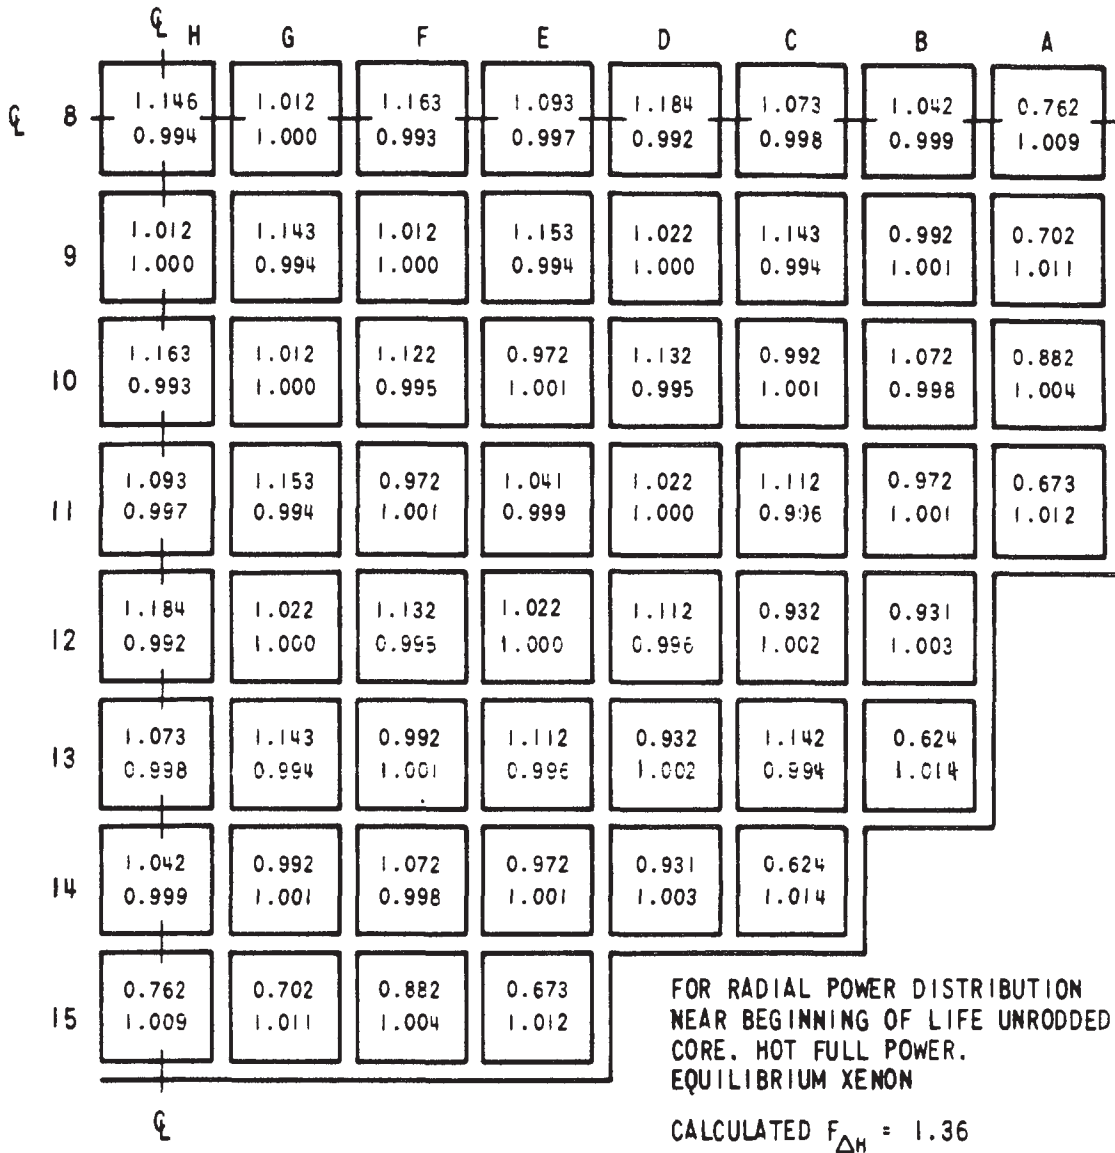 ℄ H G F E D C B A
℄ 8 1.146 1.012 1.163 1.093 1.184 1.073 1.042 0.762
0.994 1.000 0.993 0.997 0.992 0.998 0.999 1.009
9 1.012 1.143 1.012 1.153 1.022 1.143 0.992 0.702
1.000 0.994 1.000 0.994 1.000 0.994 1.001 1.011
10 1.163 1.012 1.122 0.972 1.132 0.992 1.072 0.882
0.993 1.000 0.995 1.001 0.995 1.001 0.998 1.004
11 1.093 1.153 0.972 1.041 1.022 1.112 0.972 0.673
0.997 0.994 1.001 0.999 1.000 0.996 1.001 1.012
12 1.184 1.022 1.132 1.022 1.112 0.932 0.931
0.992 1.000 0.995 1.000 0.996 1.002 1.003
13 1.073 1.143 0.992 1.112 0.932 1.142 0.624
0.998 0.994 1.001 0.996 1.002 0.994 1.014
14 1.042 0.992 1.072 0.972 0.931 0.624
0.999 1.001 0.998 1.001 1.003 1.014
15 0.762 0.702 0.882 0.673
1.009 1.011 1.004 1.012
℄
FOR RADIAL POWER DISTRIBUTION
NEAR BEGINNING OF LIFE UNRODDED
CORE. HOT FULL POWER.
EQUILIBRIUM XENON
CALCULATED F_ΔH = 1.36